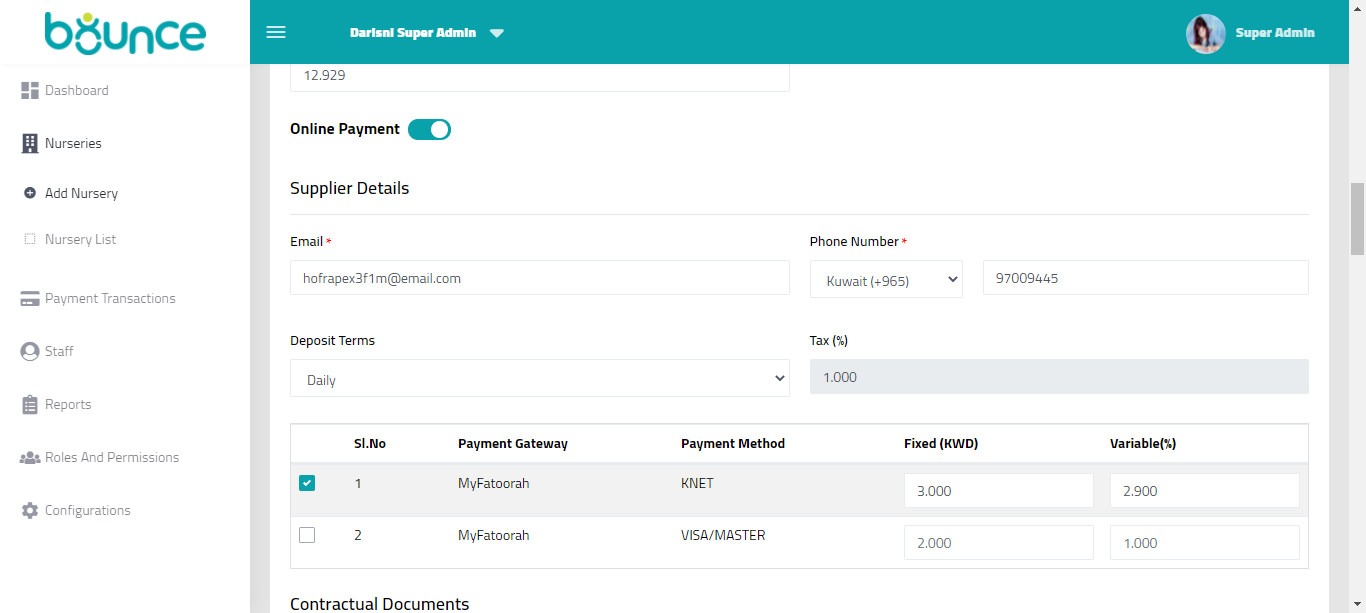 bounce
Darisni Super Admin
Super Admin
Dashboard
Nurseries
Add Nursery
Nursery List
Payment Transactions
Staff
Reports
Roles And Permissions
Configurations
12.929
Online Payment
Supplier Details
Email *
Phone Number *
hofrapex3f1m@email.com
Kuwait (+965)
97009445
Deposit Terms
Tax (%)
Daily
1.000
Sl.No Payment Gateway Payment Method Fixed (KWD) Variable(%)
1 MyFatoorah KNET 3.000 2.900
2 MyFatoorah VISA/MASTER 2.000 1.000
Contractual Documents